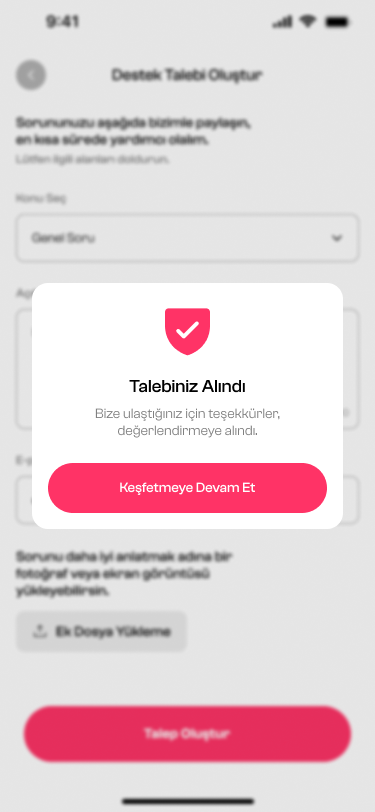 9:41
Destek Talebi Oluştur
Sorununuzu aşağıda bizimle paylaşın,
en kısa sürede yardımcı olalım.
Lütfen ilgili alanları doldurun.
Konu Seç
Genel Soru
Talebiniz Alındı
Bize ulaştığınız için teşekkürler,
değerlendirmeye alındı.
Keşfetmeye Devam Et
Sorunu daha iyi anlatmak adına bir
fotoğraf veya ekran görüntüsü
yükleyebilirsin.
Ek Dosya Yükleme
Talep Oluştur